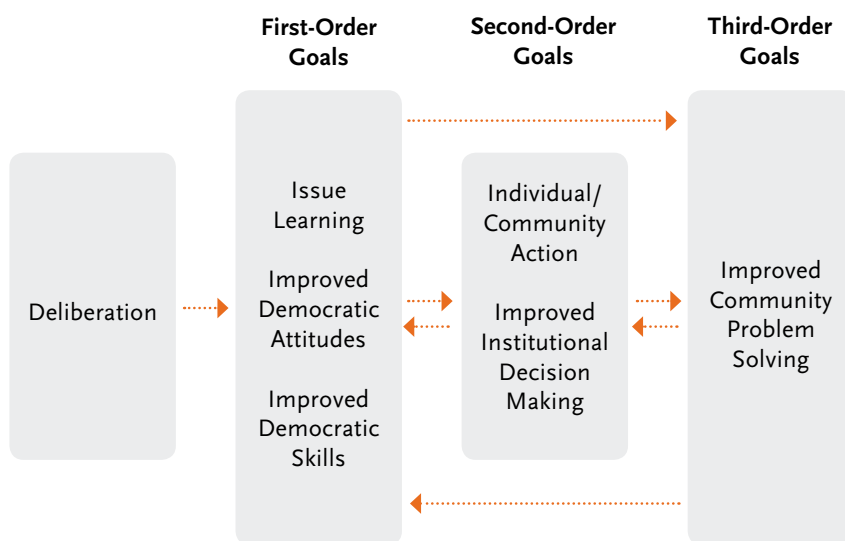 First-Order
Goals
Second-Order
Goals
Third-Order
Goals
Deliberation
Issue
Learning
Improved
Democratic
Attitudes
Improved
Democratic
Skills
Individual/
Community
Action
Improved
Institutional
Decision
Making
Improved
Community
Problem
Solving